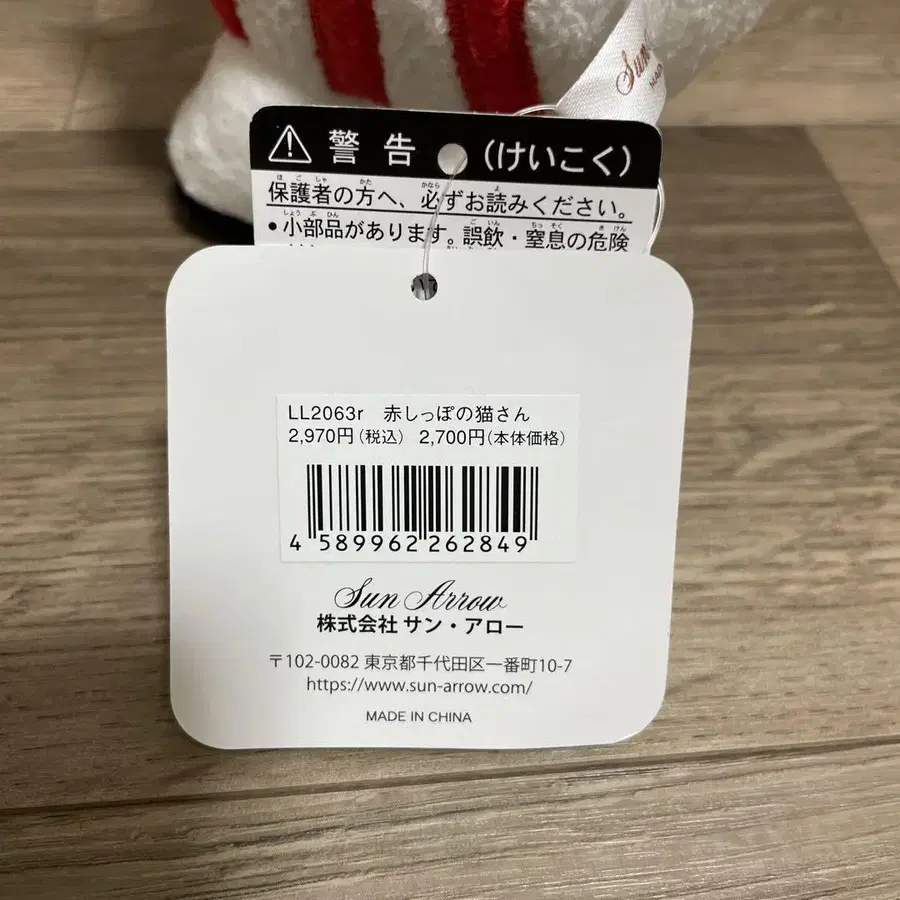 Sun
警告 (けいこく)
保護者の方へ、必ずお読みください。
・小部品があります。誤飲・窒息の危険
LL2063r 赤しっぽの猫さん
2,970円(税込) 2,700円(本体価格)
4 589962 262849
Sun Arrow
株式会社 サン・アロー
〒102-0082 東京都千代田区一番町10-7
https://www.sun-arrow.com/
MADE IN CHINA